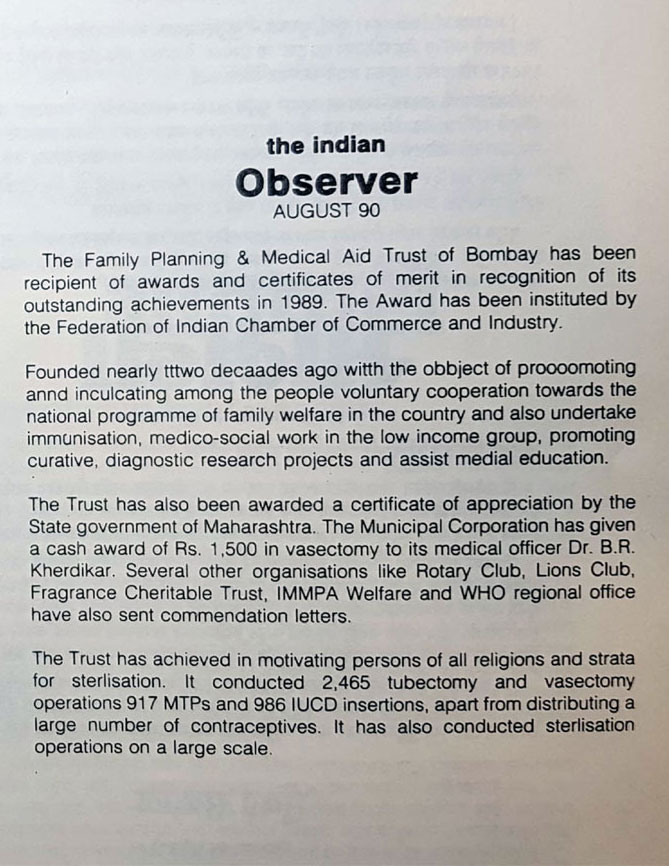 the indian
Observer
AUGUST 90
The Family Planning & Medical Aid Trust of Bombay has been
recipient of awards and certificates of merit in recognition of its
outstanding achievements in 1989. The Award has been instituted by
the Federation of Indian Chamber of Commerce and Industry.
Founded nearly tttwo decaades ago witth the obbject of proooomoting
annd inculcating among the people voluntary cooperation towards the
national programme of family welfare in the country and also undertake
immunisation, medico-social work in the low income group, promoting
curative, diagnostic research projects and assist medial education.
The Trust has also been awarded a certificate of appreciation by the
State government of Maharashtra. The Municipal Corporation has given
a cash award of Rs. 1,500 in vasectomy to its medical officer Dr. B.R.
Kherdikar. Several other organisations like Rotary Club, Lions Club,
Fragrance Cheritable Trust, IMMPA Welfare and WHO regional office
have also sent commendation letters.
The Trust has achieved in motivating persons of all religions and strata
for sterlisation. It conducted 2,465 tubectomy and vasectomy
operations 917 MTPs and 986 IUCD insertions, apart from distributing a
large number of contraceptives. It has also conducted sterlisation
operations on a large scale.